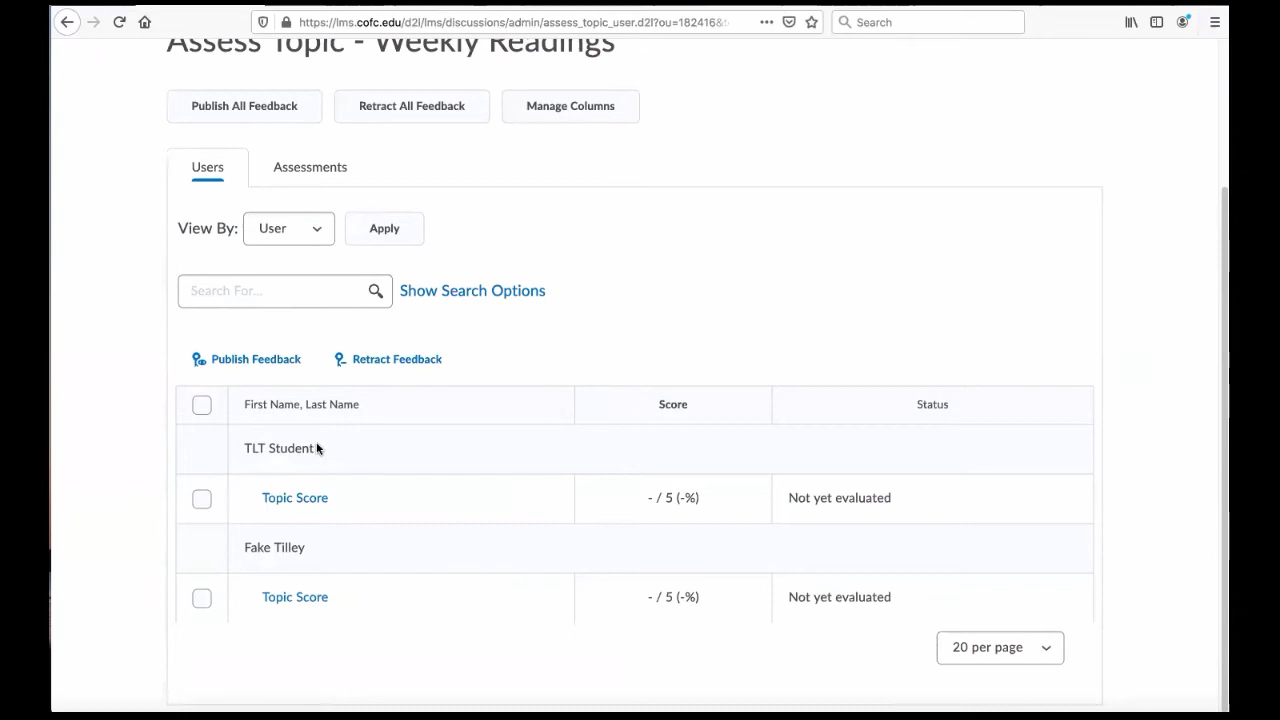 https://lms.cofc.edu/d2l/lms/discussions/admin/assess_topic_user.d2l?ou=182416&
Search
Assess Topic - Weekly Readings
Publish All Feedback
Retract All Feedback
Manage Columns
Users
Assessments
View By:
User
Apply
Search For...
Show Search Options
Publish Feedback
Retract Feedback
First Name, Last Name
Score
Status
TLT Student
Topic Score
- / 5 (-%)
Not yet evaluated
Fake Tilley
Topic Score
- / 5 (-%)
Not yet evaluated
20 per page